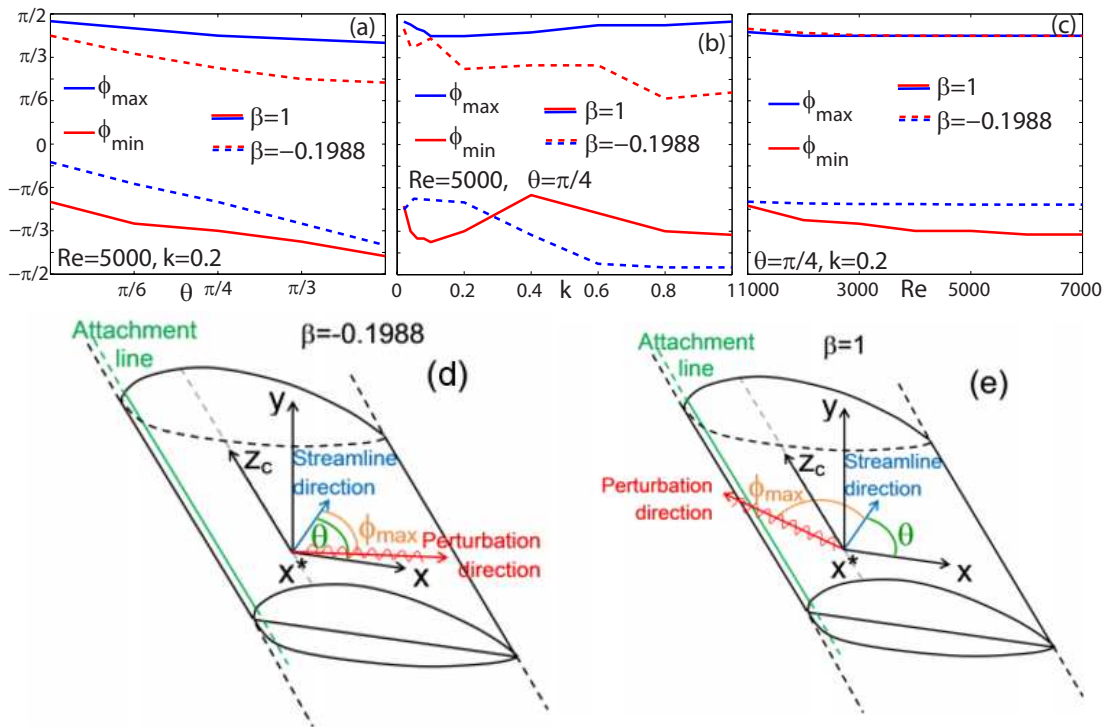 π/2
π/3
π/6
0
−π/6
−π/3
−π/2
(a)
ϕmax
ϕmin
β=1
β=−0.1988
Re=5000, k=0.2
π/6 θ π/4 π/3
(b)
ϕmax
ϕmin
β=1
β=−0.1988
Re=5000, θ=π/4
0 0.2 k 0.4 0.6 0.8 1
(c)
ϕmax
ϕmin
β=1
β=−0.1988
θ=π/4, k=0.2
1000 3000 Re 5000 7000
Attachment
line
β=-0.1988
(d)
y
zc
Streamline
direction
ϕmax
θ
Perturbation
direction
x*
x
Attachment
line
β=1
(e)
y
zc
Streamline
direction
Perturbation
direction
ϕmax
θ
x*
x